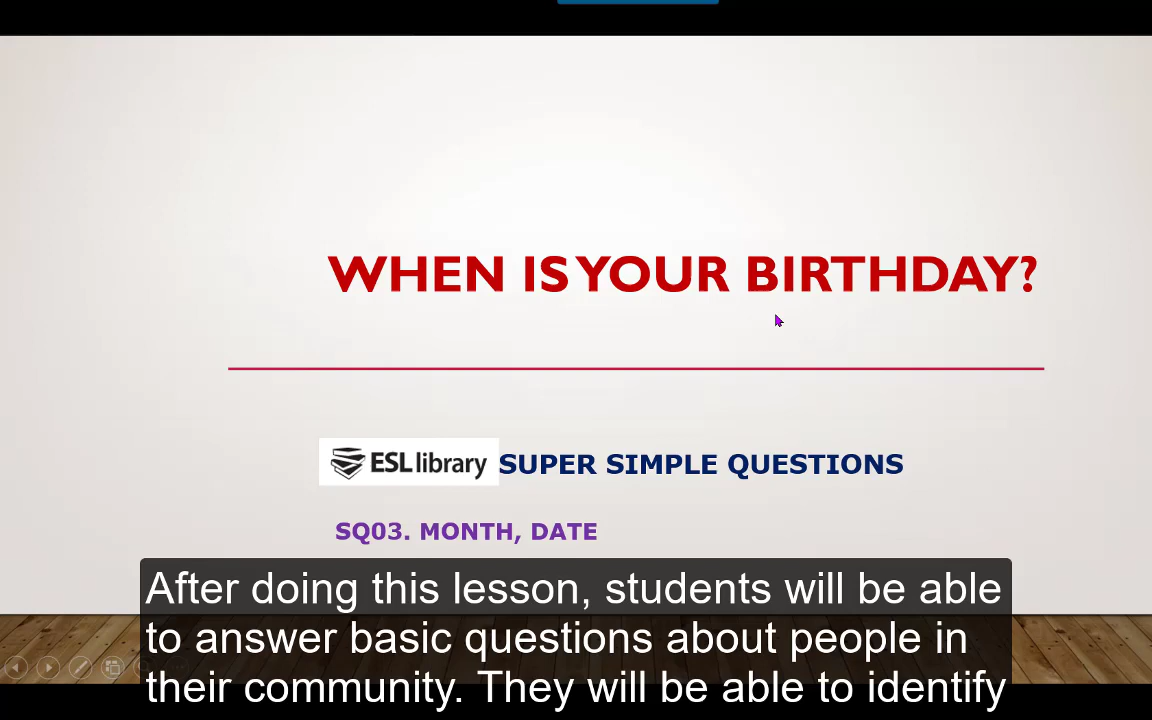 WHEN IS YOUR BIRTHDAY?
ESL library SUPER SIMPLE QUESTIONS
SQ03. MONTH, DATE
After doing this lesson, students will be able
to answer basic questions about people in
their community. They will be able to identify